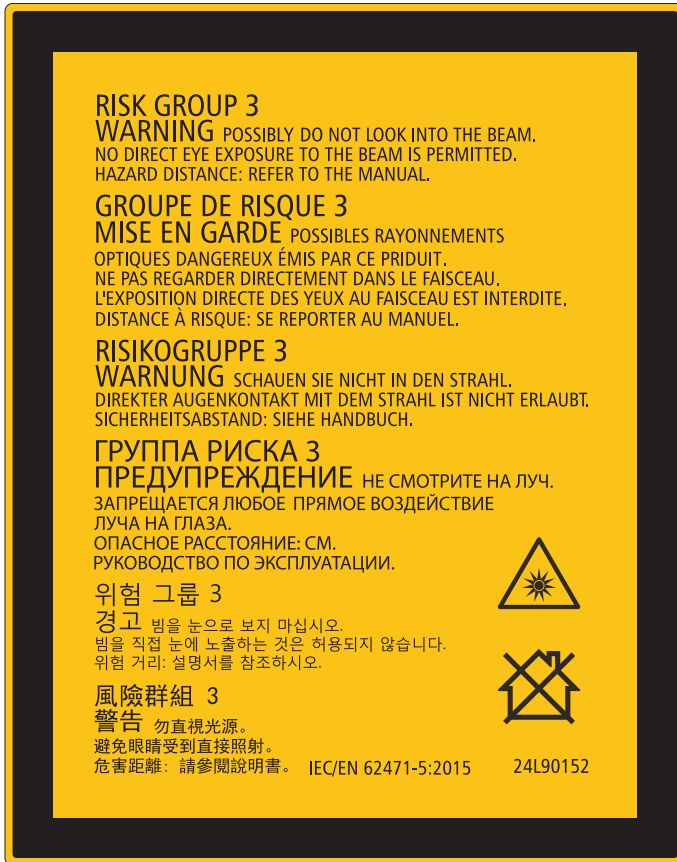 RISK GROUP 3
WARNING POSSIBLY DO NOT LOOK INTO THE BEAM.
NO DIRECT EYE EXPOSURE TO THE BEAM IS PERMITTED.
HAZARD DISTANCE: REFER TO THE MANUAL.
GROUPE DE RISQUE 3
MISE EN GARDE POSSIBLES RAYONNEMENTS
OPTIQUES DANGEREUX ÉMIS PAR CE PRIDUIT.
NE PAS REGARDER DIRECTEMENT DANS LE FAISCEAU.
L'EXPOSITION DIRECTE DES YEUX AU FAISCEAU EST INTERDITE.
DISTANCE À RISQUE: SE REPORTER AU MANUEL.
RISIKOGRUPPE 3
WARNUNG SCHAUEN SIE NICHT IN DEN STRAHL.
DIREKTER AUGENKONTAKT MIT DEM STRAHL IST NICHT ERLAUBT.
SICHERHEITSABSTAND: SIEHE HANDBUCH.
ГРУППА РИСКА 3
ПРЕДУПРЕЖДЕНИЕ НЕ СМОТРИТЕ НА ЛУЧ.
ЗАПРЕЩАЕТСЯ ЛЮБОЕ ПРЯМОЕ ВОЗДЕЙСТВИЕ
ЛУЧА НА ГЛАЗА.
ОПАСНОЕ РАССТОЯНИЕ: СМ.
РУКОВОДСТВО ПО ЭКСПЛУАТАЦИИ.
위험 그룹 3
경고 빔을 눈으로 보지 마십시오.
빔을 직접 눈에 노출하는 것은 허용되지 않습니다.
위험 거리: 설명서를 참조하시오.
風險群組 3
警告 勿直視光源。
避免眼睛受到直接照射。
危害距離：請參閱說明書。 IEC/EN 62471-5:2015 24L90152